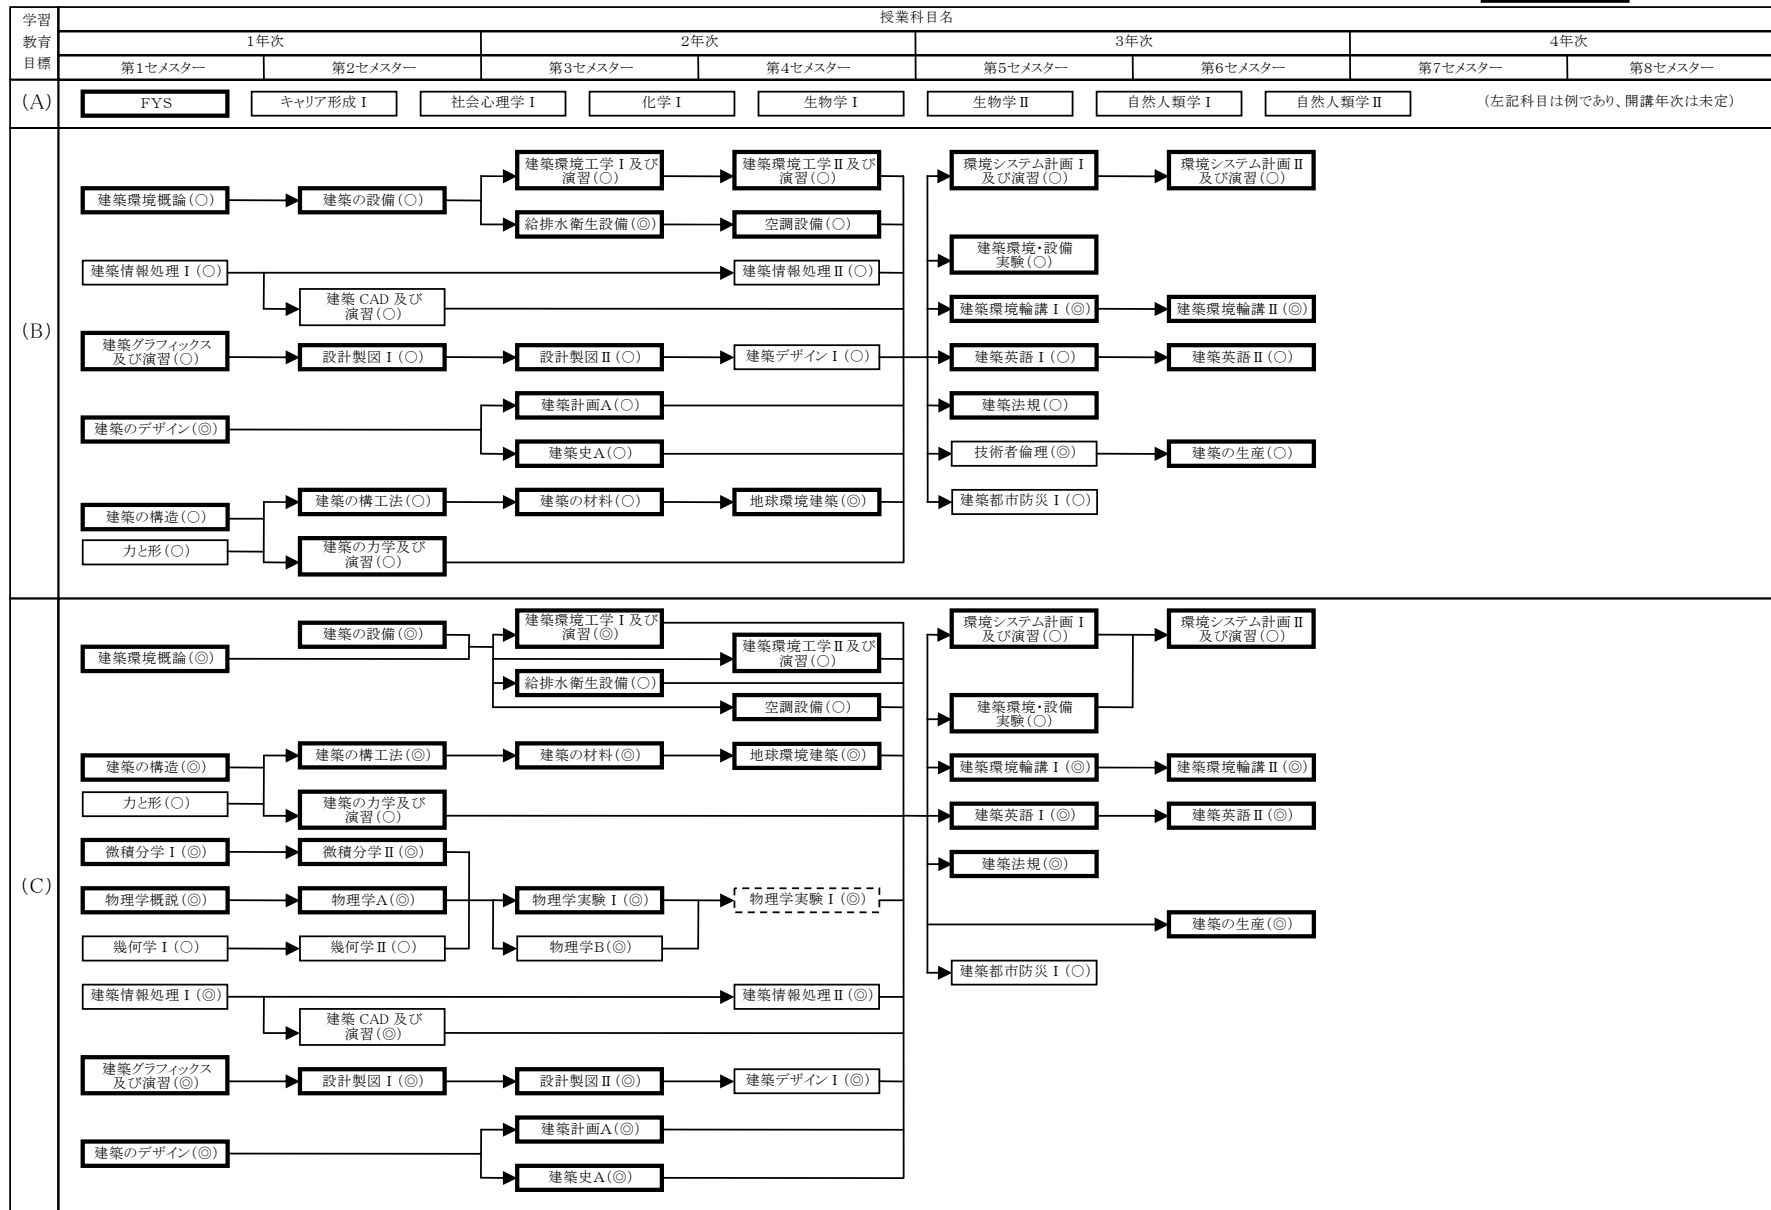 学習
教育
目標
授業科目名
1年次
2年次
3年次
4年次
第1セメスター
第2セメスター
第3セメスター
第4セメスター
第5セメスター
第6セメスター
第7セメスター
第8セメスター
(A)
FYS
キャリア形成Ⅰ
社会心理学Ⅰ
化学Ⅰ
生物学Ⅰ
生物学Ⅱ
自然人類学Ⅰ
自然人類学Ⅱ
(左記科目は例であり、開講年次は未定)
(B)
建築環境工学Ⅰ及び
演習(○)
建築環境工学Ⅱ及び
演習(○)
環境システム計画Ⅰ
及び演習(○)
環境システム計画Ⅱ
及び演習(○)
建築環境概論(○)
建築の設備(○)
給排水衛生設備(◎)
空調設備(○)
建築環境・設備
実験(○)
建築情報処理Ⅰ(○)
建築情報処理Ⅱ(○)
建築 CAD 及び
演習(○)
建築環境輪講Ⅰ(◎)
建築環境輪講Ⅱ(◎)
建築グラフィックス
及び演習(○)
設計製図Ⅰ(○)
設計製図Ⅱ(○)
建築デザインⅠ(○)
建築英語Ⅰ(○)
建築英語Ⅱ(○)
建築計画A(○)
建築法規(○)
建築のデザイン(◎)
建築史A(○)
技術者倫理(◎)
建築の生産(○)
建築の構造(○)
建築の構工法(○)
建築の材料(○)
地球環境建築(◎)
建築都市防災Ⅰ(○)
力と形(○)
建築の力学及び
演習(○)
(C)
建築の設備(◎)
建築環境工学Ⅰ及び
演習(◎)
環境システム計画Ⅰ
及び演習(○)
環境システム計画Ⅱ
及び演習(○)
建築環境概論(◎)
建築環境工学Ⅱ及び
演習(○)
給排水衛生設備(○)
空調設備(○)
建築環境・設備
実験(○)
建築の構造(◎)
建築の構工法(◎)
建築の材料(◎)
地球環境建築(◎)
建築環境輪講Ⅰ(◎)
建築環境輪講Ⅱ(◎)
力と形(○)
建築の力学及び
演習(○)
建築英語Ⅰ(◎)
建築英語Ⅱ(◎)
微積分学Ⅰ(◎)
微積分学Ⅱ(◎)
建築法規(◎)
物理学概説(◎)
物理学A(◎)
物理学実験Ⅰ(◎)
物理学実験Ⅰ(◎)
建築の生産(◎)
幾何学Ⅰ(○)
幾何学Ⅱ(○)
物理学B(◎)
建築都市防災Ⅰ(○)
建築情報処理Ⅰ(◎)
建築情報処理Ⅱ(◎)
建築 CAD 及び
演習(◎)
建築グラフィックス
及び演習(◎)
設計製図Ⅰ(◎)
設計製図Ⅱ(◎)
建築デザインⅠ(◎)
建築計画A(◎)
建築のデザイン(◎)
建築史A(◎)